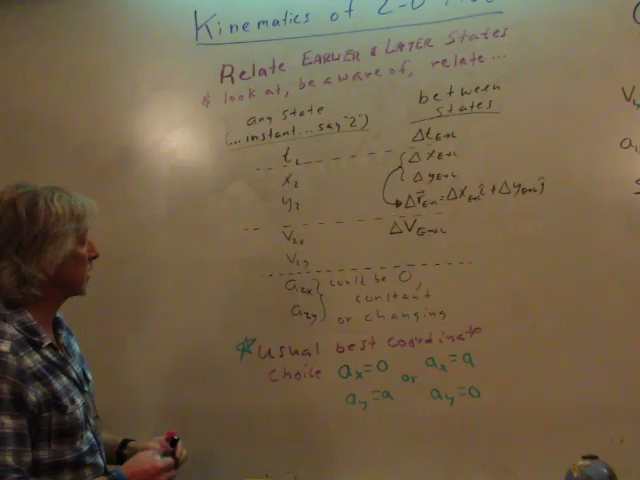 Kinematics of 2-D
Relate Earlier & Later States
& look at, be aware of, relate...
any state
(...instant... say "2")
between
states
t₂
Δt
x₂
Δx
y₂
Δy
Δr⃗ = Δx î + Δy ĵ
V₂ₓ
ΔV
V₂y
a₂ₓ } could be 0,
constant
a₂y } or changing
* Usual best coordinate
choice aₓ=0 or aₓ=a
ay=a ay=0